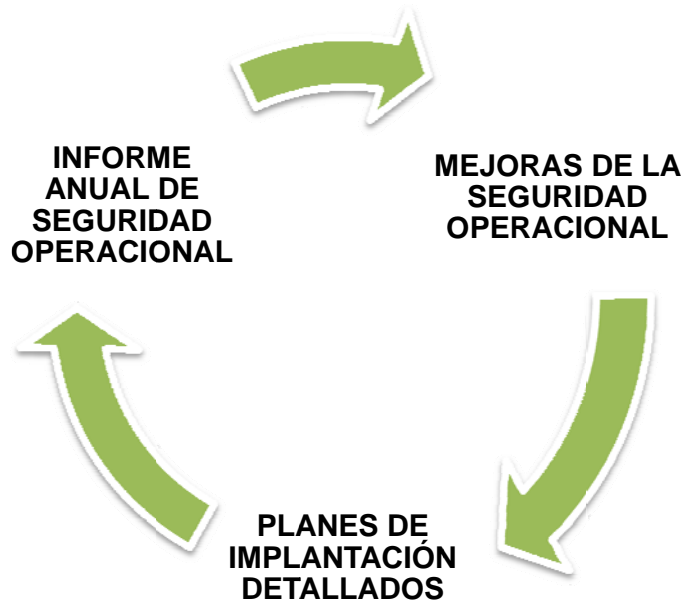 INFORME
ANUAL DE
SEGURIDAD
OPERACIONAL
MEJORAS DE LA
SEGURIDAD
OPERACIONAL
PLANES DE
IMPLANTACIÓN
DETALLADOS